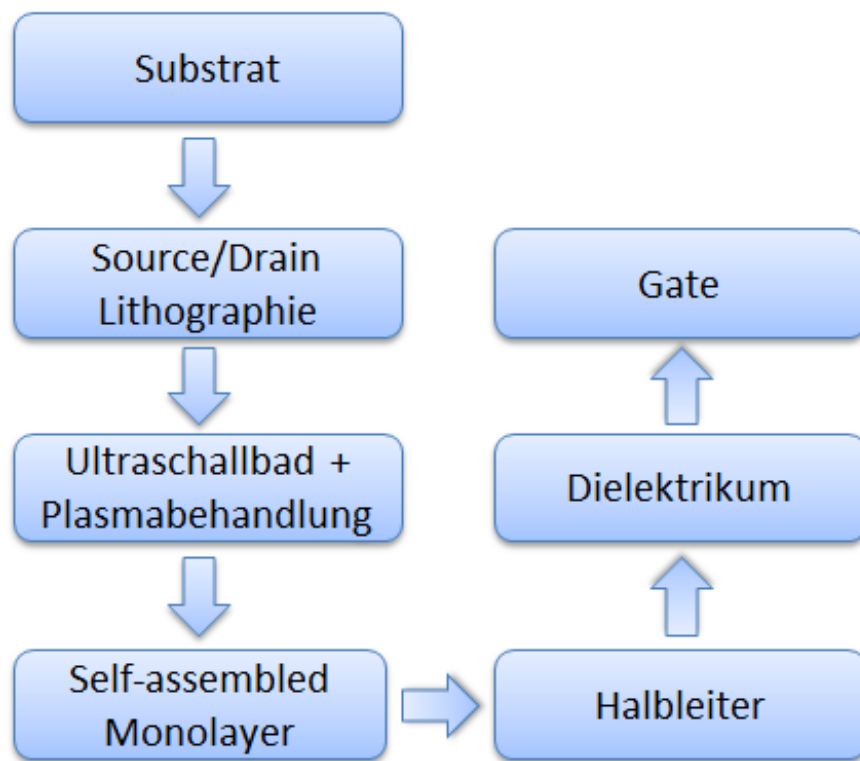 Substrat
Source/Drain
Lithographie
Ultraschallbad +
Plasmabehandlung
Self-assembled
Monolayer
Halbleiter
Dielektrikum
Gate